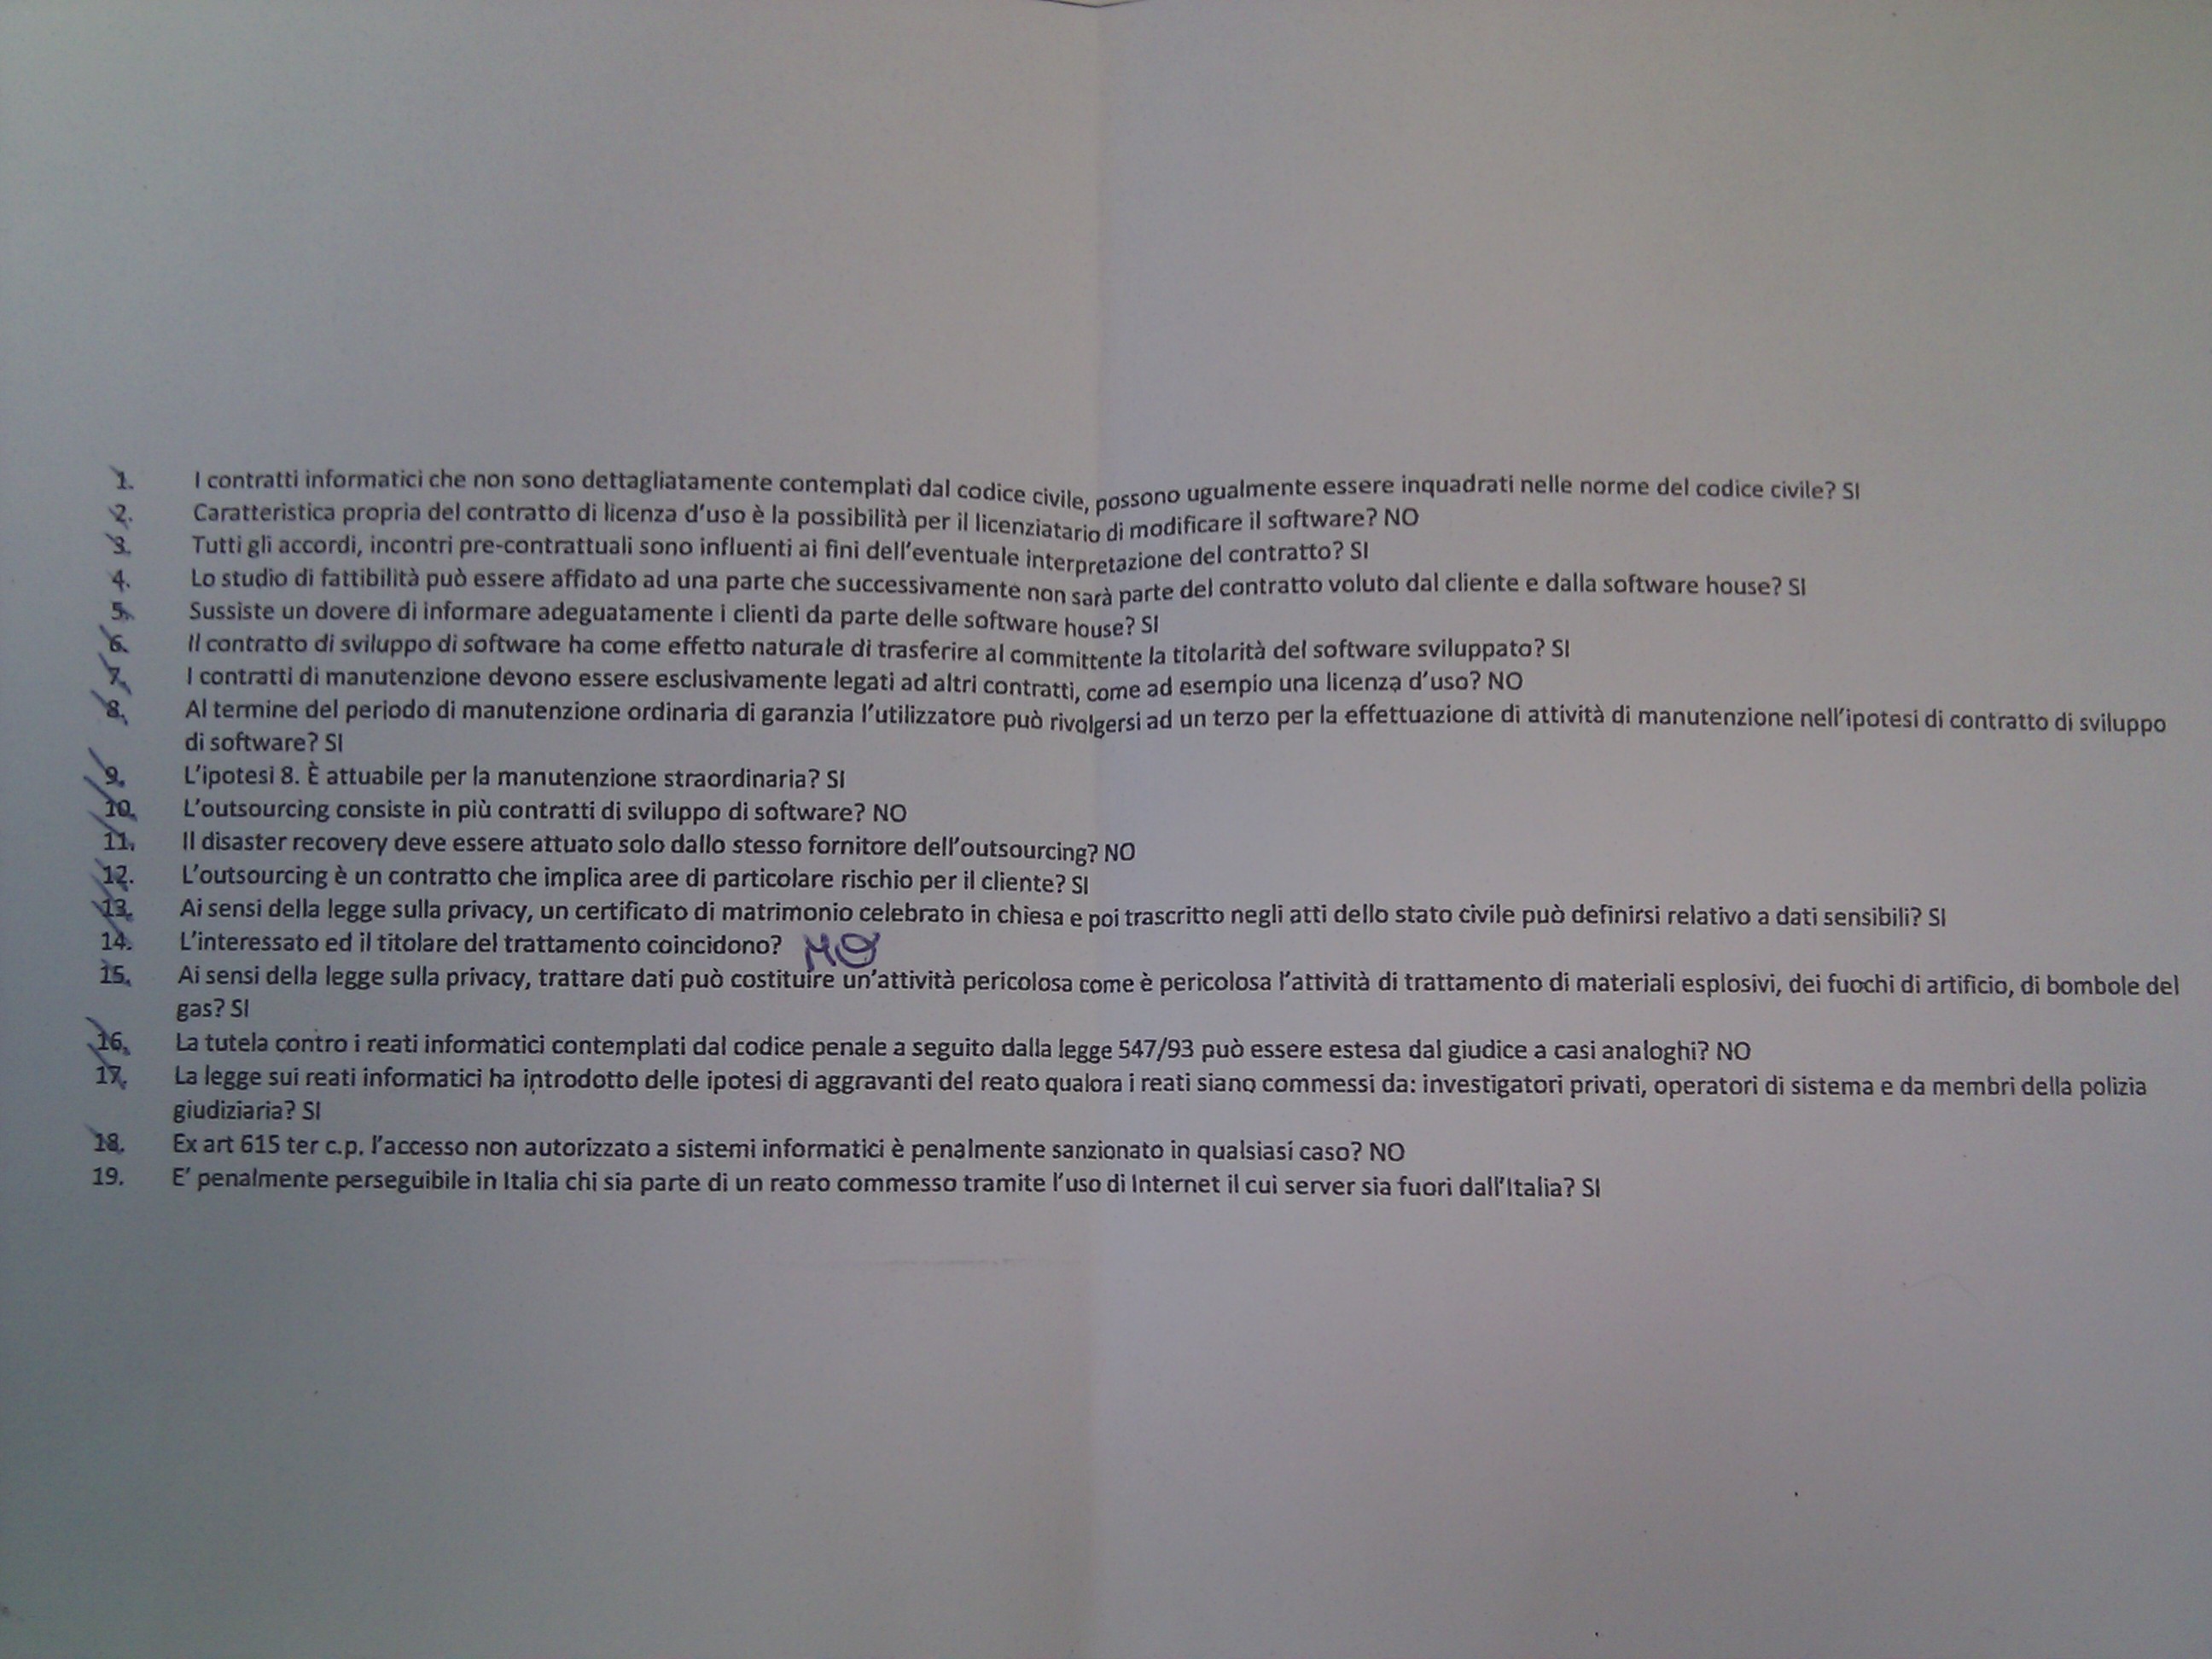 1. I contratti informatici che non sono dettagliatamente contemplati dal codice civile, possono ugualmente essere inquadrati nelle norme del codice civile? SI
2. Caratteristica propria del contratto di licenza d'uso è la possibilità per il licenziatario di modificare il software? NO
3. Tutti gli accordi, incontri pre-contrattuali sono influenti ai fini dell'eventuale interpretazione del contratto? SI
4. Lo studio di fattibilità può essere affidato ad una parte che successivamente non sarà parte del contratto voluto dal cliente e dalla software house? SI
5. Sussiste un dovere di informare adeguatamente i clienti da parte delle software house? SI
6. Il contratto di sviluppo di software ha come effetto naturale di trasferire al committente la titolarità del software sviluppato? SI
7. I contratti di manutenzione devono essere esclusivamente legati ad altri contratti, come ad esempio una licenza d'uso? NO
8. Al termine del periodo di manutenzione ordinaria di garanzia l'utilizzatore può rivolgersi ad un terzo per la effettuazione di attività di manutenzione nell'ipotesi di contratto di sviluppo
di software? SI
9. L'ipotesi 8. È attuabile per la manutenzione straordinaria? SI
10. L'outsourcing consiste in più contratti di sviluppo di software? NO
11. Il disaster recovery deve essere attuato solo dallo stesso fornitore dell'outsourcing? NO
12. L'outsourcing è un contratto che implica aree di particolare rischio per il cliente? SI
13. Ai sensi della legge sulla privacy, un certificato di matrimonio celebrato in chiesa e poi trascritto negli atti dello stato civile può definirsi relativo a dati sensibili? SI
14. L'interessato ed il titolare del trattamento coincidono? NO
15. Ai sensi della legge sulla privacy, trattare dati può costituire un'attività pericolosa come è pericolosa l'attività di trattamento di materiali esplosivi, dei fuochi di artificio, di bombole del
gas? SI
16. La tutela contro i reati informatici contemplati dal codice penale a seguito dalla legge 547/93 può essere estesa dal giudice a casi analoghi? NO
17. La legge sui reati informatici ha introdotto delle ipotesi di aggravanti del reato qualora i reati siano commessi da: investigatori privati, operatori di sistema e da membri della polizia
giudiziaria? SI
18. Ex art 615 ter c.p. l'accesso non autorizzato a sistemi informatici è penalmente sanzionato in qualsiasi caso? NO
19. E' penalmente perseguibile in Italia chi sia parte di un reato commesso tramite l'uso di Internet il cui server sia fuori dall'Italia? SI